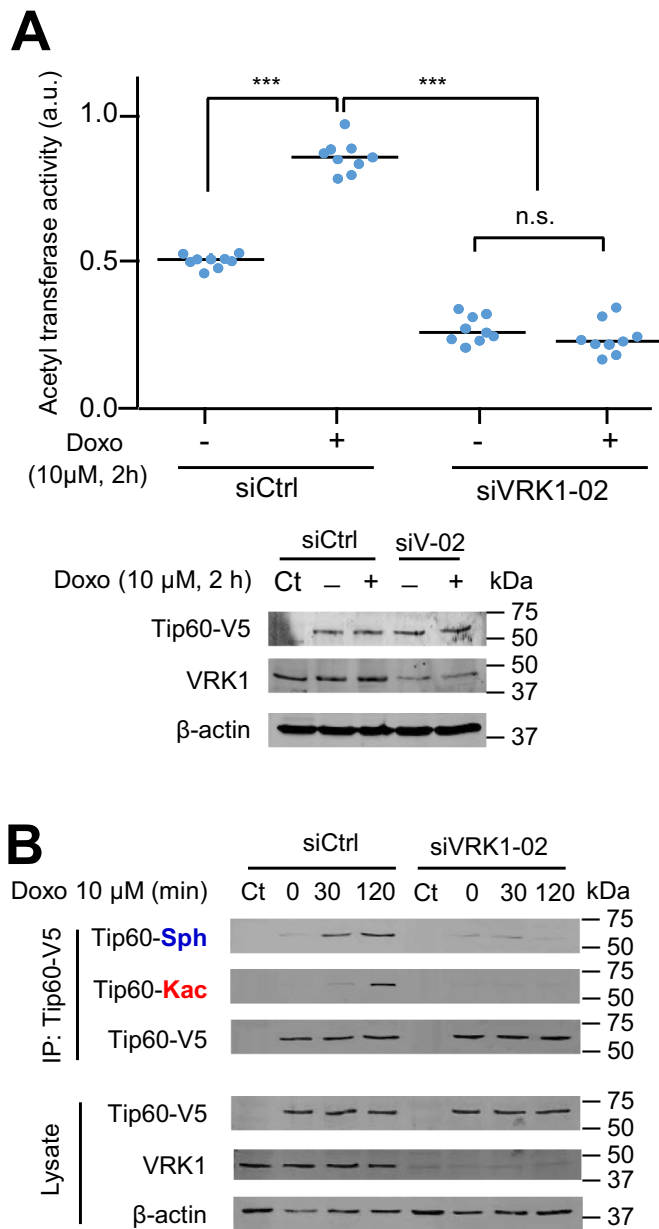 A
Acetyl transferase activity (a.u.)
*** ***
1.0
n.s.
0.5
0.0
Doxo - + - +
(10µM, 2h)
siCtrl siVRK1-02
siCtrl siV-02
Doxo (10 µM, 2 h) Ct – + – + kDa
Tip60-V5 75 50
VRK1 50 37
β-actin 37
B
siCtrl siVRK1-02
Doxo 10 µM (min) Ct 0 30 120 Ct 0 30 120 kDa
IP: Tip60-V5
Tip60-Sph 75 50
Tip60-Kac 75 50
Tip60-V5 75 50
Lysate
Tip60-V5 75 50
VRK1 50 37
β-actin 37